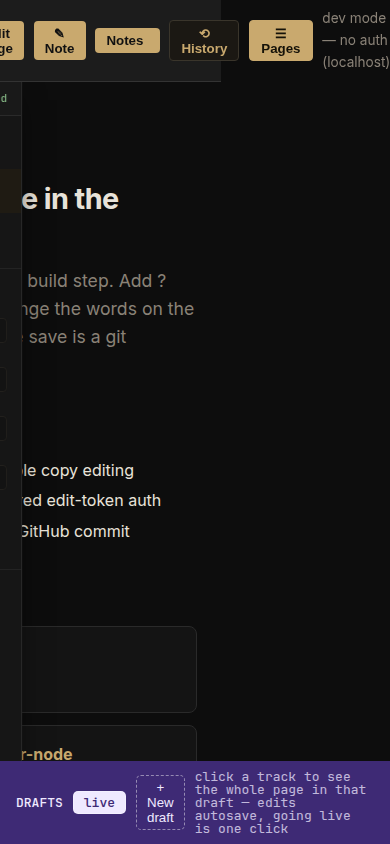 dev mode
— no auth
(localhost)
✎
Note
Notes
⟲
History
☰
Pages
e in the
build step. Add ?
nge the words on the
save is a git
le copy editing
red edit-token auth
GitHub commit
r-node
DRAFTS
live
+
New
draft
click a track to see
the whole page in that
draft — edits
autosave, going live
is one click